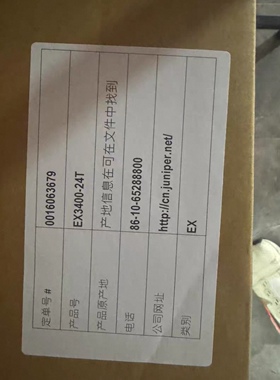 定单号 # 0016063679
产品号 EX3400-24T
产品原产地 产地信息在可在文件中找到
电话 86-10-65288800
公司网址 http://cn.juniper.net/
类别 EX